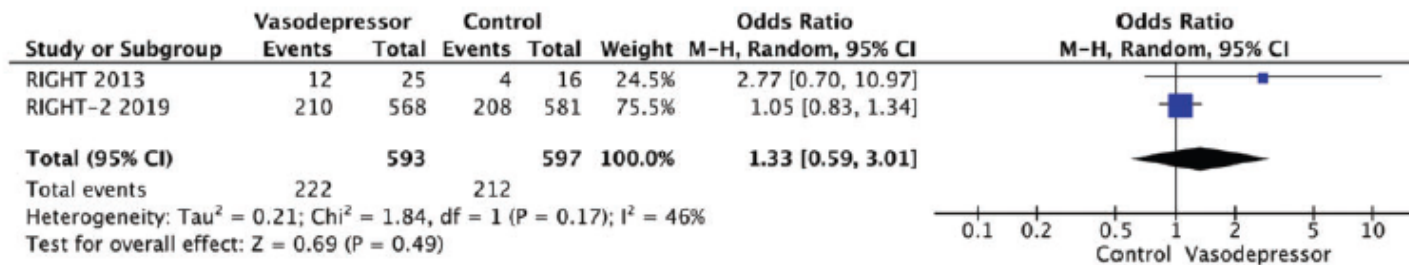 Vasodepressor Control Odds Ratio Odds Ratio
Study or Subgroup Events Total Events Total Weight M-H, Random, 95% CI M-H, Random, 95% CI
RIGHT 2013 12 25 4 16 24.5% 2.77 [0.70, 10.97]
RIGHT-2 2019 210 568 208 581 75.5% 1.05 [0.83, 1.34]
Total (95% CI) 593 597 100.0% 1.33 [0.59, 3.01]
Total events 222 212
Heterogeneity: Tau² = 0.21; Chi² = 1.84, df = 1 (P = 0.17); I² = 46%
Test for overall effect: Z = 0.69 (P = 0.49)
0.1 0.2 0.5 1 2 5 10
Control Vasodepressor